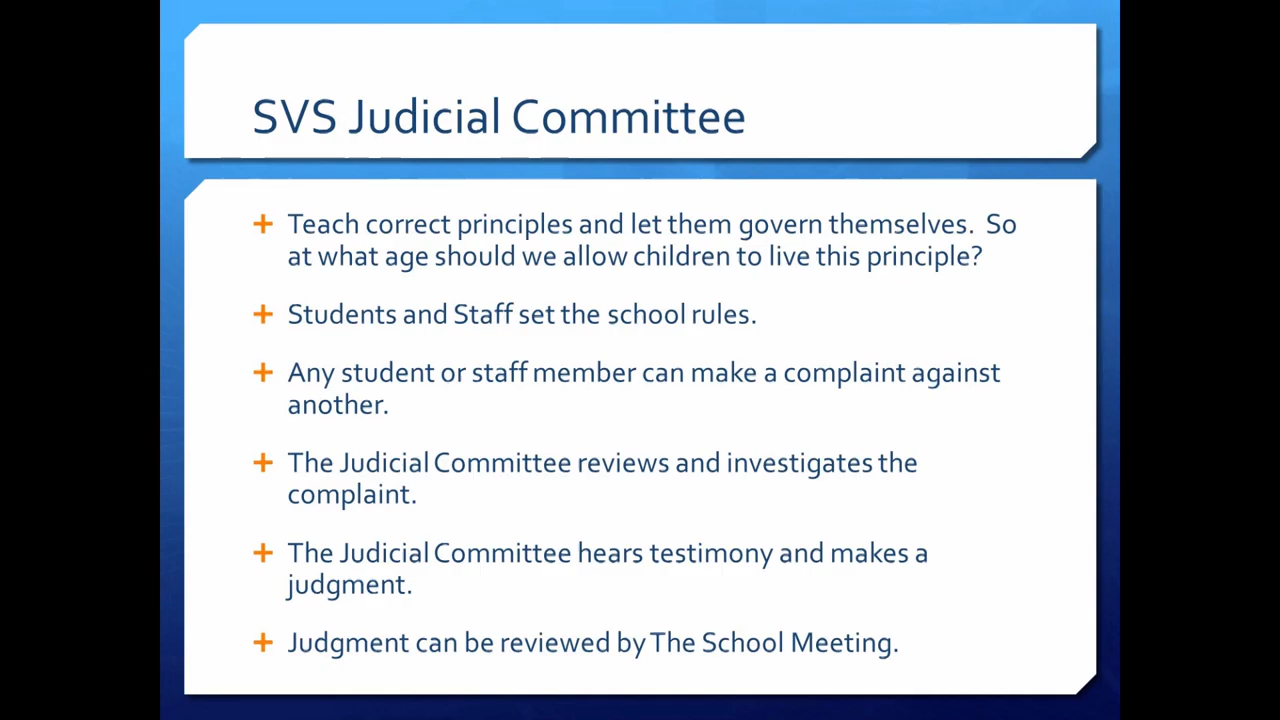 SVS Judicial Committee
+ Teach correct principles and let them govern themselves.  So
at what age should we allow children to live this principle?
+ Students and Staff set the school rules.
+ Any student or staff member can make a complaint against
another.
+ The Judicial Committee reviews and investigates the
complaint.
+ The Judicial Committee hears testimony and makes a
judgment.
+ Judgment can be reviewed by The School Meeting.